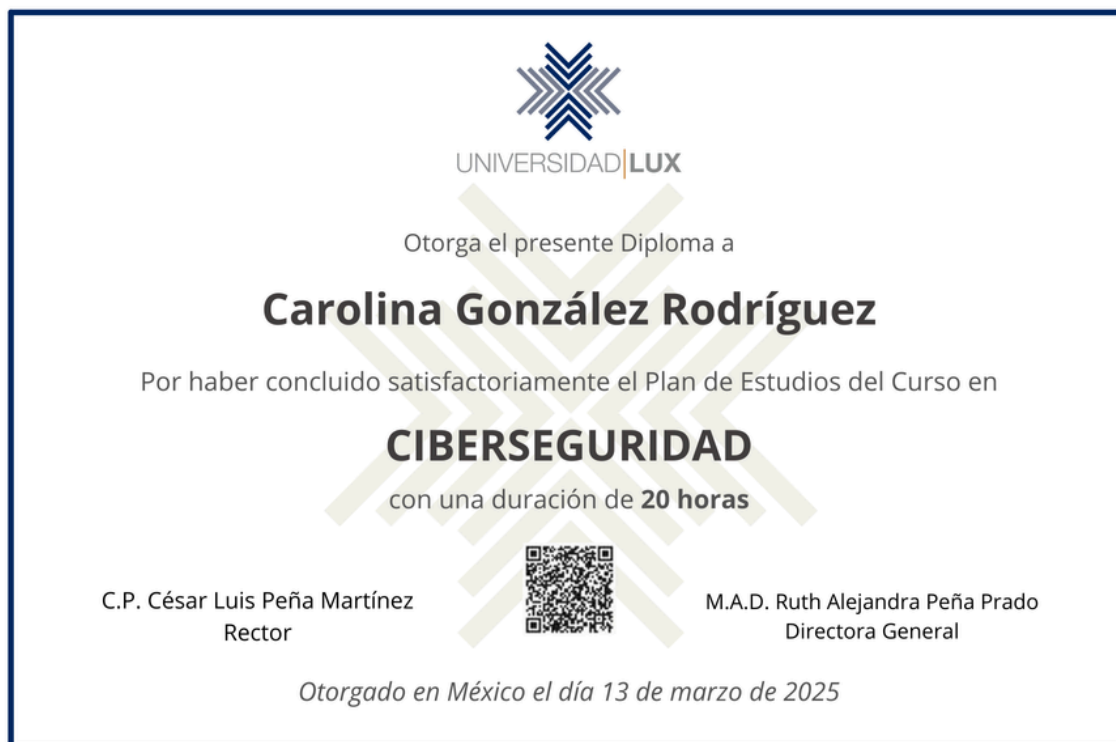 UNIVERSIDAD|LUX
Otorga el presente Diploma a
Carolina González Rodríguez
Por haber concluido satisfactoriamente el Plan de Estudios del Curso en
CIBERSEGURIDAD
con una duración de 20 horas
C.P. César Luis Peña Martínez
Rector
M.A.D. Ruth Alejandra Peña Prado
Directora General
Otorgado en México el día 13 de marzo de 2025